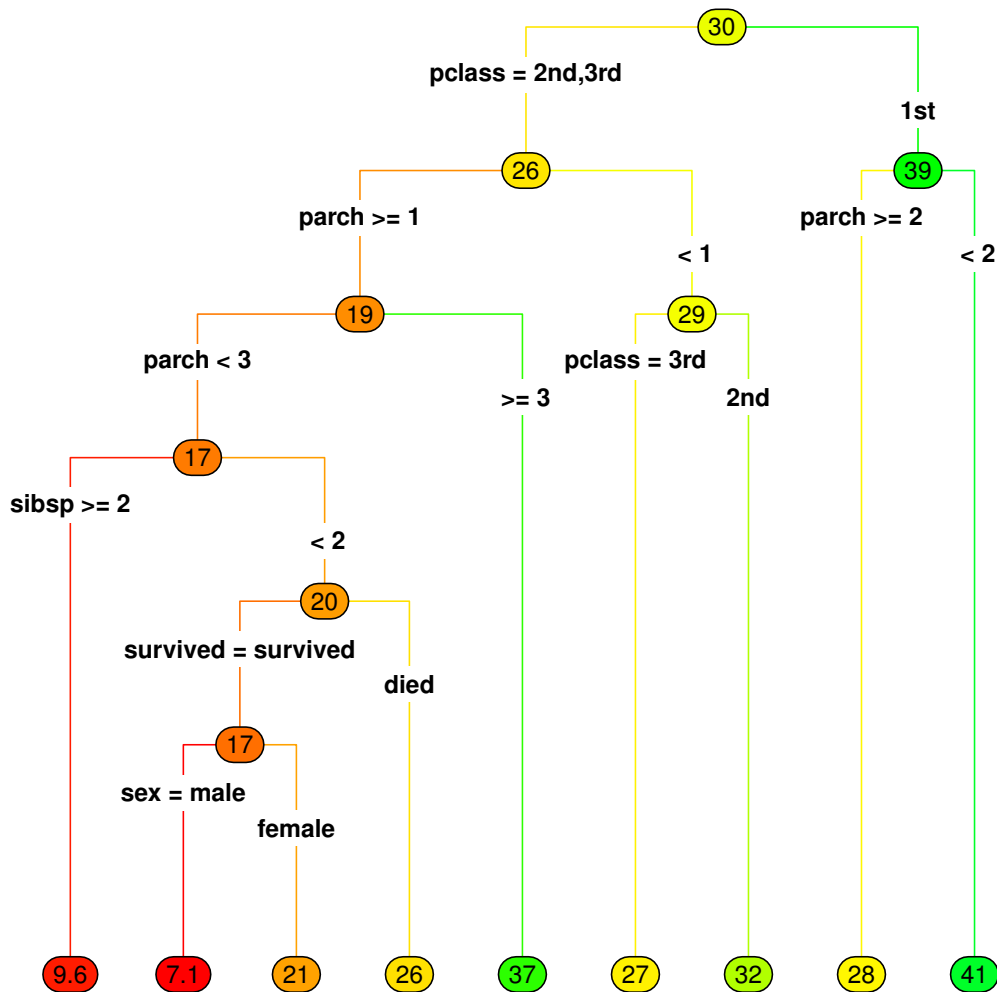 30
pclass = 2nd,3rd
1st
26
39
parch >= 1
parch >= 2
< 1
< 2
19
29
parch < 3
pclass = 3rd
>= 3
2nd
17
sibsp >= 2
< 2
20
survived = survived
died
17
sex = male
female
9.6
7.1
21
26
37
27
32
28
41